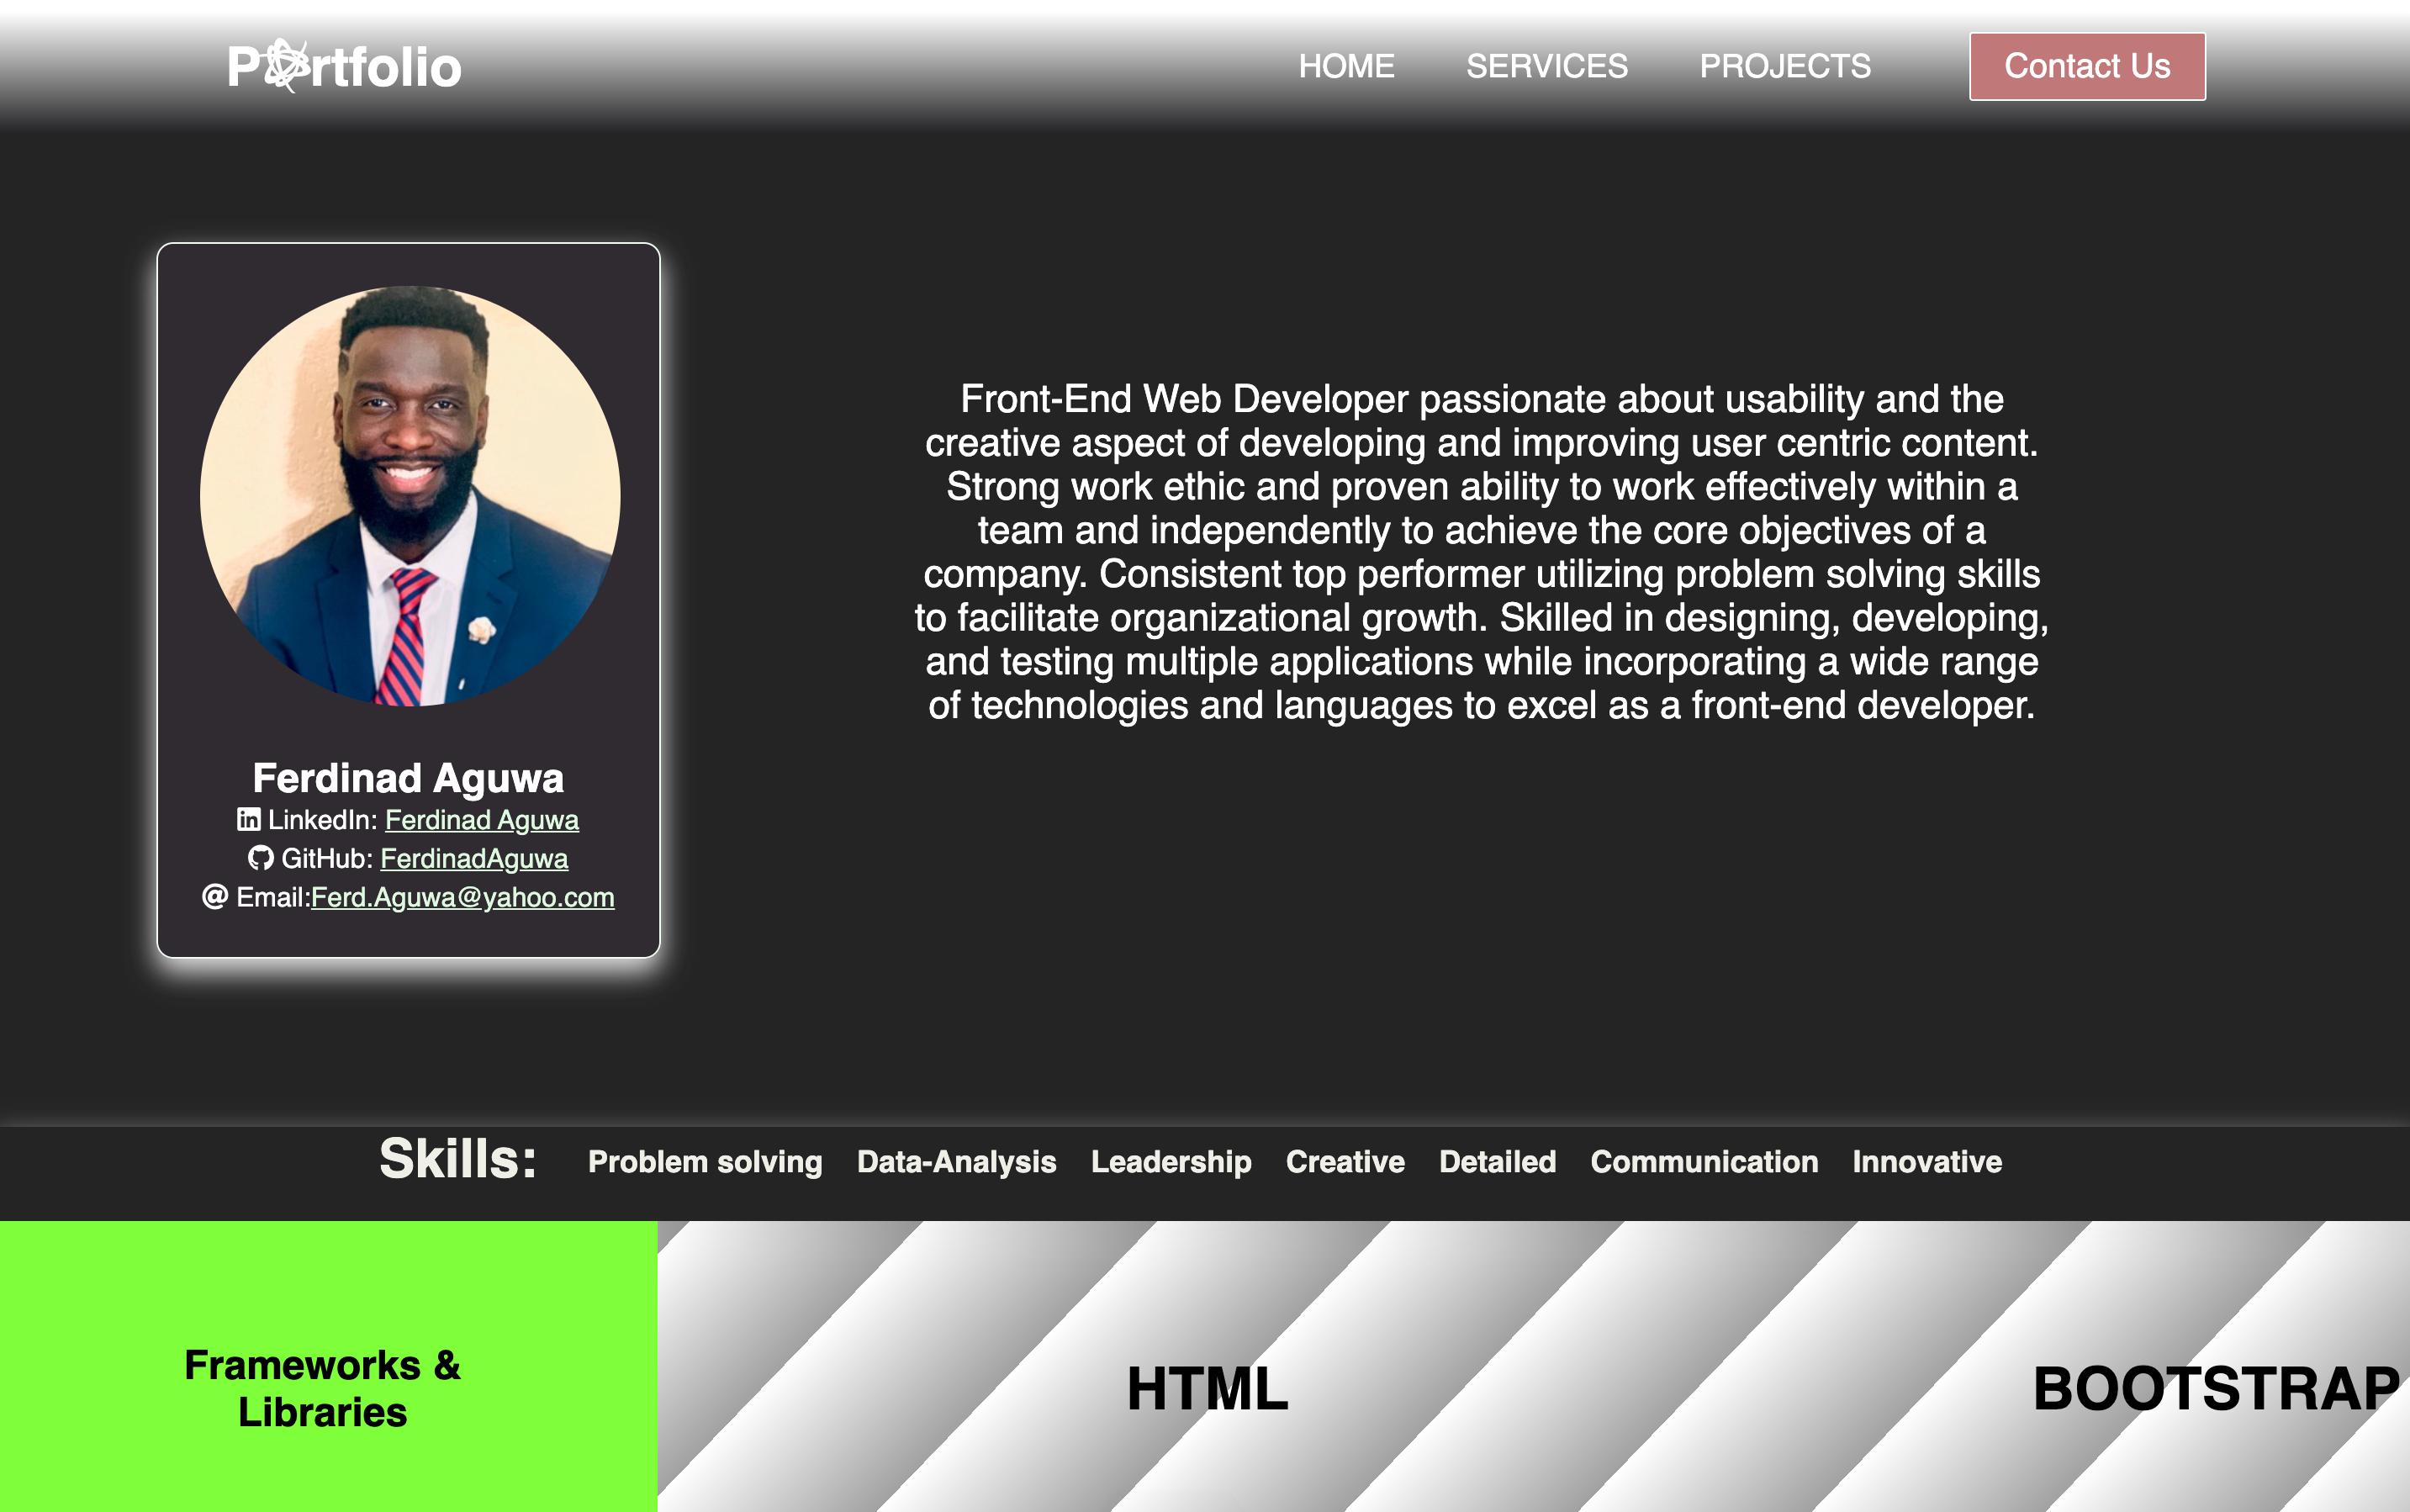 Portfolio
HOME SERVICES PROJECTS Contact Us
Front-End Web Developer passionate about usability and the
creative aspect of developing and improving user centric content.
Strong work ethic and proven ability to work effectively within a
team and independently to achieve the core objectives of a
company. Consistent top performer utilizing problem solving skills
to facilitate organizational growth. Skilled in designing, developing,
and testing multiple applications while incorporating a wide range
of technologies and languages to excel as a front-end developer.
Ferdinad Aguwa
LinkedIn: Ferdinad Aguwa
GitHub: FerdinadAguwa
@ Email:Ferd.Aguwa@yahoo.com
Skills: Problem solving Data-Analysis Leadership Creative Detailed Communication Innovative
Frameworks &
Libraries
HTML
BOOTSTRAP